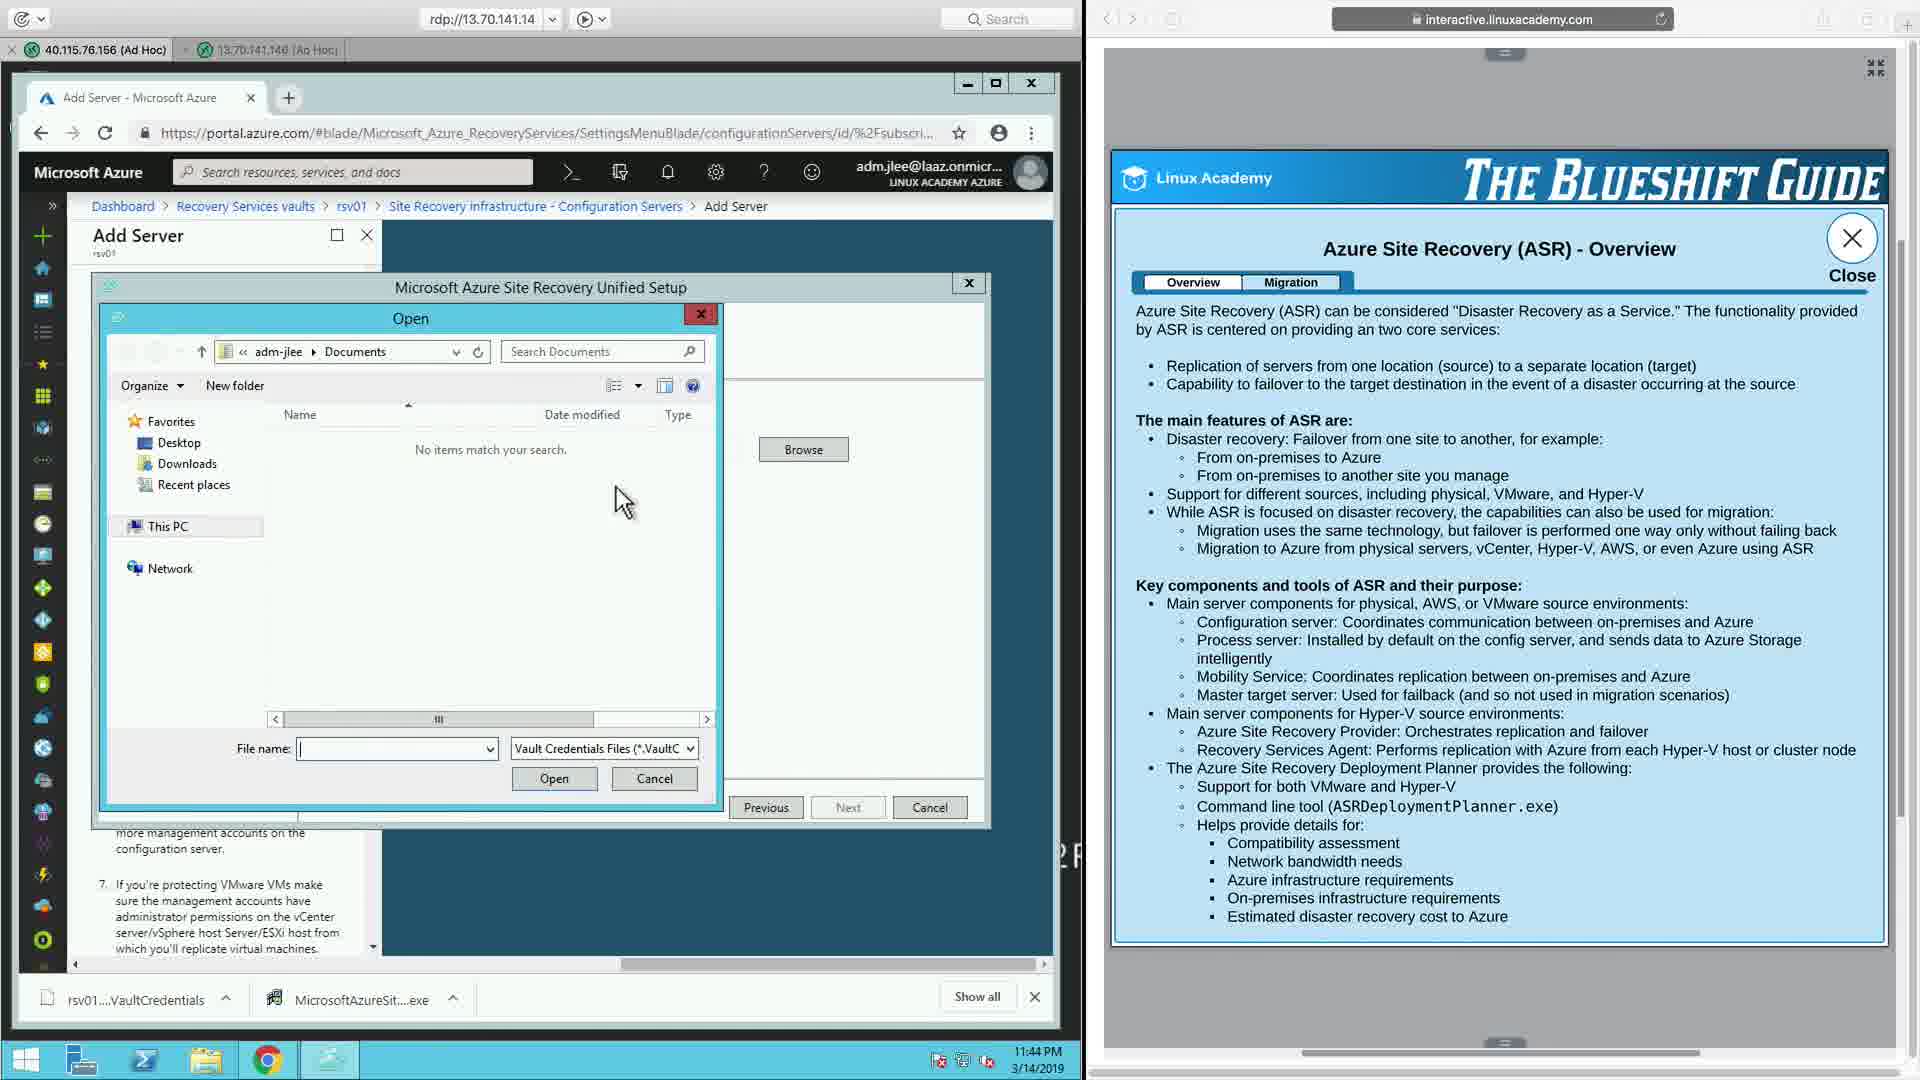 rdp://13.70.141.14
Search
40.115.76.156 (Ad Hoc)
13.70.141.146 (Ad Hoc)
Add Server - Microsoft Azure
https://portal.azure.com/#blade/Microsoft_Azure_RecoveryServices/SettingsMenuBlade/configurationServers/id/%2Fsubscri...
Microsoft Azure
Search resources, services, and docs
adm.jlee@laaz.onmicr...
LINUX ACADEMY AZURE
Dashboard > Recovery Services vaults > rsv01 > Site Recovery infrastructure - Configuration Servers > Add Server
Add Server
rsv01
Microsoft Azure Site Recovery Unified Setup
Open
adm-jlee
Documents
Search Documents
Organize
New folder
Name
Date modified
Type
No items match your search.
Favorites
Desktop
Downloads
Recent places
This PC
Network
File name:
Vault Credentials Files (*.VaultC
Open
Cancel
Browse
Previous
Next
Cancel
more management accounts on the
configuration server.
7. If you're protecting VMware VMs make
sure the management accounts have
administrator permissions on the vCenter
server/vSphere host Server/ESXi host from
which you'll replicate virtual machines.
rsv01....VaultCredentials
MicrosoftAzureSit....exe
Show all
11:44 PM
3/14/2019
interactive.linuxacademy.com
Linux Academy
THE BLUESHIFT GUIDE
Azure Site Recovery (ASR) - Overview
Close
Overview
Migration
Azure Site Recovery (ASR) can be considered "Disaster Recovery as a Service." The functionality provided
by ASR is centered on providing an two core services:
• Replication of servers from one location (source) to a separate location (target)
• Capability to failover to the target destination in the event of a disaster occurring at the source
The main features of ASR are:
• Disaster recovery: Failover from one site to another, for example:
◦ From on-premises to Azure
◦ From on-premises to another site you manage
• Support for different sources, including physical, VMware, and Hyper-V
• While ASR is focused on disaster recovery, the capabilities can also be used for migration:
◦ Migration uses the same technology, but failover is performed one way only without failing back
◦ Migration to Azure from physical servers, vCenter, Hyper-V, AWS, or even Azure using ASR
Key components and tools of ASR and their purpose:
• Main server components for physical, AWS, or VMware source environments:
◦ Configuration server: Coordinates communication between on-premises and Azure
◦ Process server: Installed by default on the config server, and sends data to Azure Storage
intelligently
◦ Mobility Service: Coordinates replication between on-premises and Azure
◦ Master target server: Used for failback (and so not used in migration scenarios)
• Main server components for Hyper-V source environments:
◦ Azure Site Recovery Provider: Orchestrates replication and failover
◦ Recovery Services Agent: Performs replication with Azure from each Hyper-V host or cluster node
• The Azure Site Recovery Deployment Planner provides the following:
◦ Support for both VMware and Hyper-V
◦ Command line tool (ASRDeploymentPlanner.exe)
◦ Helps provide details for:
▪ Compatibility assessment
▪ Network bandwidth needs
▪ Azure infrastructure requirements
▪ On-premises infrastructure requirements
▪ Estimated disaster recovery cost to Azure